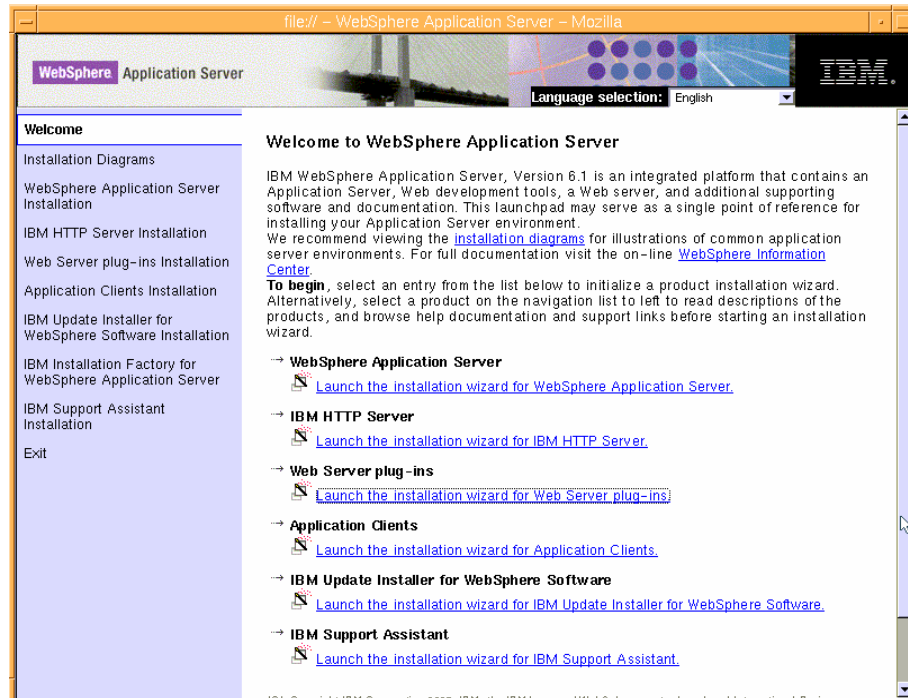 file:// – WebSphere Application Server – Mozilla
WebSphere. Application Server
IBM.
Language selection: English
Welcome
Installation Diagrams
WebSphere Application Server
Installation
IBM HTTP Server Installation
Web Server plug-ins Installation
Application Clients Installation
IBM Update Installer for
WebSphere Software Installation
IBM Installation Factory for
WebSphere Application Server
IBM Support Assistant
Installation
Exit
Welcome to WebSphere Application Server
IBM WebSphere Application Server, Version 6.1 is an integrated platform that contains an
Application Server, Web development tools, a Web server, and additional supporting
software and documentation. This launchpad may serve as a single point of reference for
installing your Application Server environment.
We recommend viewing the installation diagrams for illustrations of common application
server environments. For full documentation visit the on-line WebSphere Information
Center.
To begin, select an entry from the list below to initialize a product installation wizard.
Alternatively, select a product on the navigation list to left to read descriptions of the
products, and browse help documentation and support links before starting an installation
wizard.
WebSphere Application Server
Launch the installation wizard for WebSphere Application Server.
IBM HTTP Server
Launch the installation wizard for IBM HTTP Server.
Web Server plug-ins
Launch the installation wizard for Web Server plug-ins.
Application Clients
Launch the installation wizard for Application Clients.
IBM Update Installer for WebSphere Software
Launch the installation wizard for IBM Update Installer for WebSphere Software.
IBM Support Assistant
Launch the installation wizard for IBM Support Assistant.